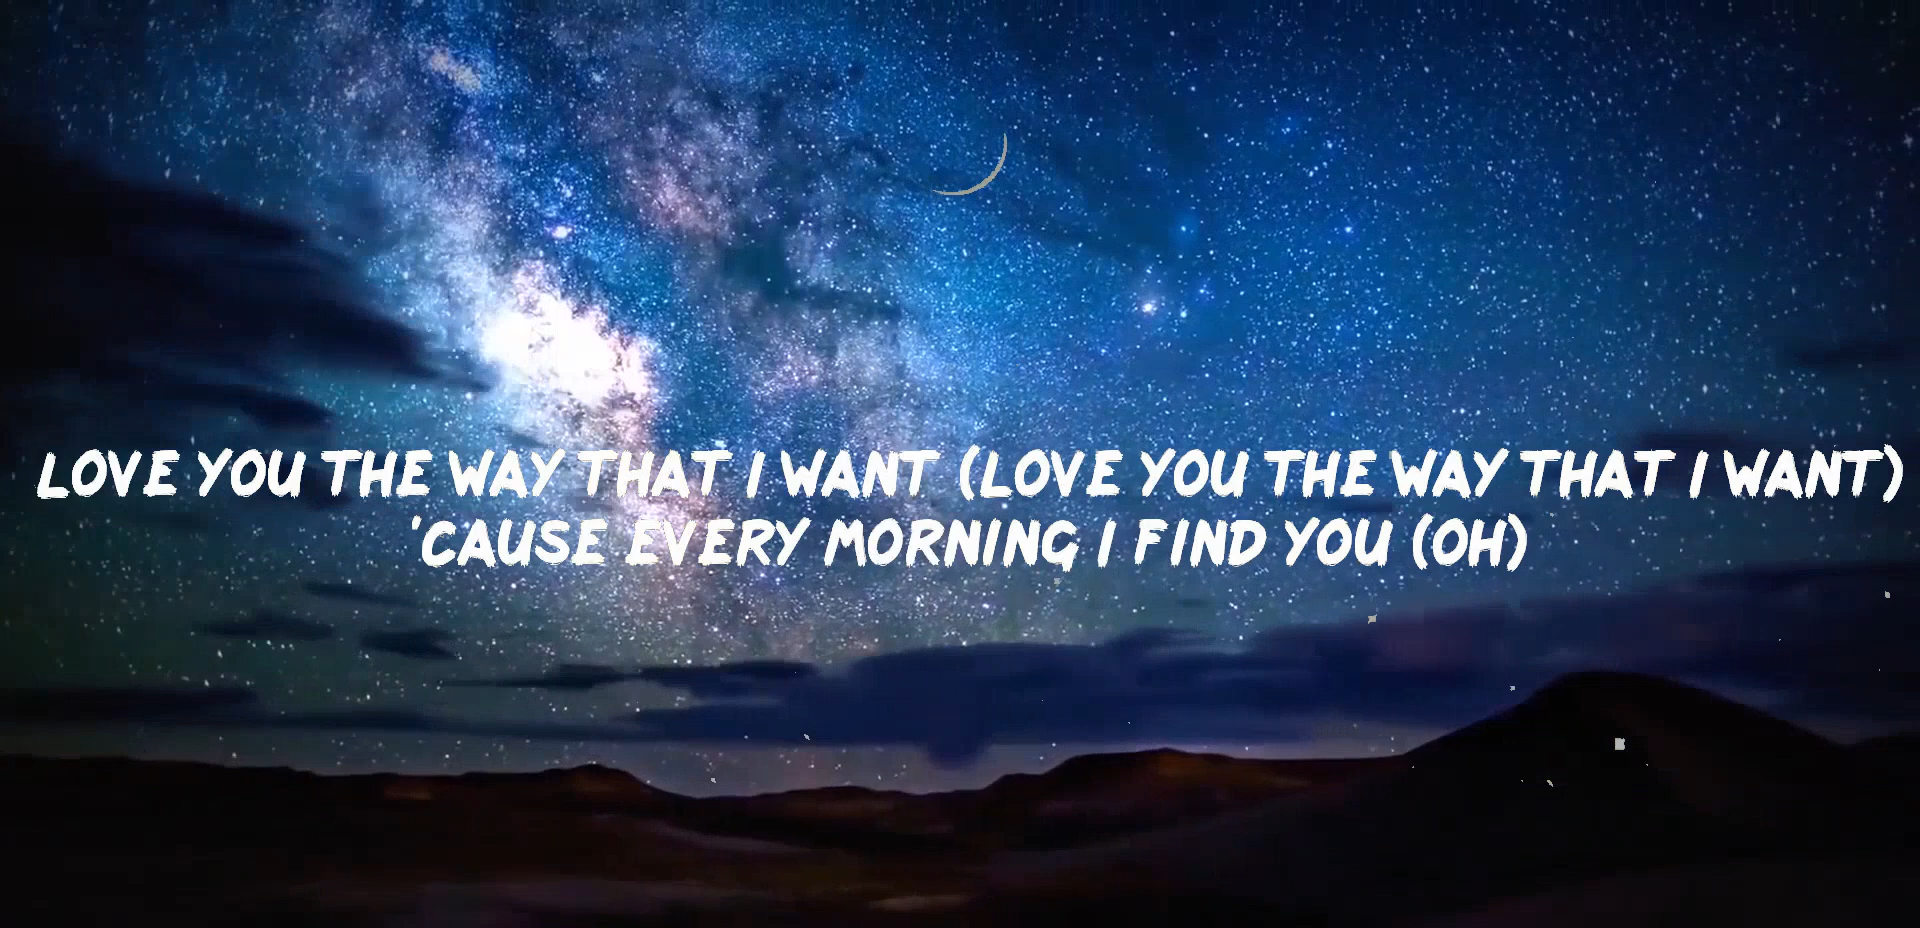 LOVE YOU THE WAY THAT I WANT (LOVE YOU THE WAY THAT I WANT)
'CAUSE EVERY MORNING I FIND YOU (OH)